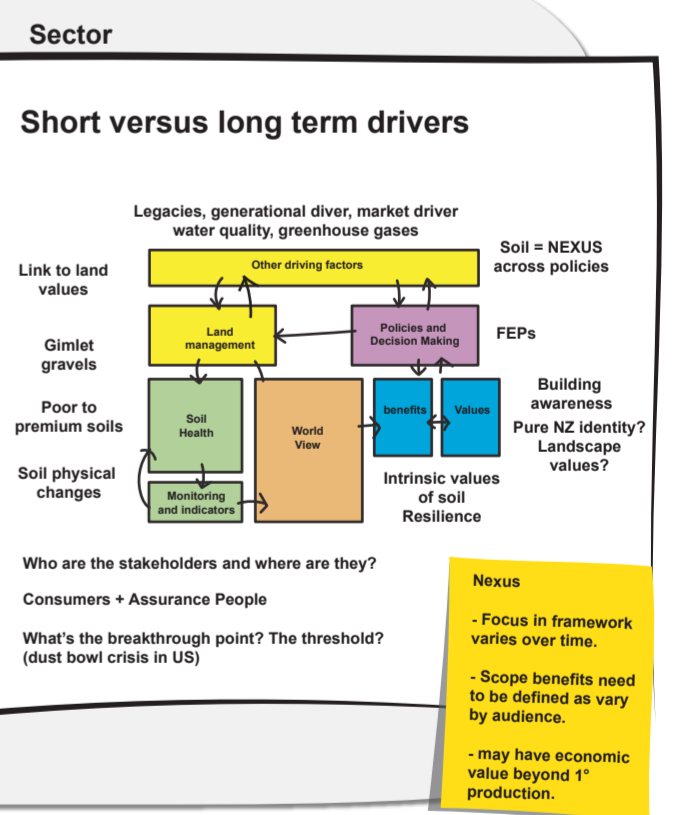 Sector
Short versus long term drivers
Legacies, generational diver, market driver
water quality, greenhouse gases
Soil = NEXUS
across policies
Other driving factors
Link to land
values
Land
management
Policies and
Decision Making
FEPs
Gimlet
gravels
Building
awareness
Poor to
premium soils
Soil
Health
World
View
benefits
Values
Pure NZ identity?
Landscape
values?
Soil physical
changes
Monitoring
and indicators
Intrinsic values
of soil
Resilience
Who are the stakeholders and where are they?
Consumers + Assurance People
What's the breakthrough point? The threshold?
(dust bowl crisis in US)
Nexus
- Focus in framework
varies over time.
- Scope benefits need
to be defined as vary
by audience.
- may have economic
value beyond 1°
production.